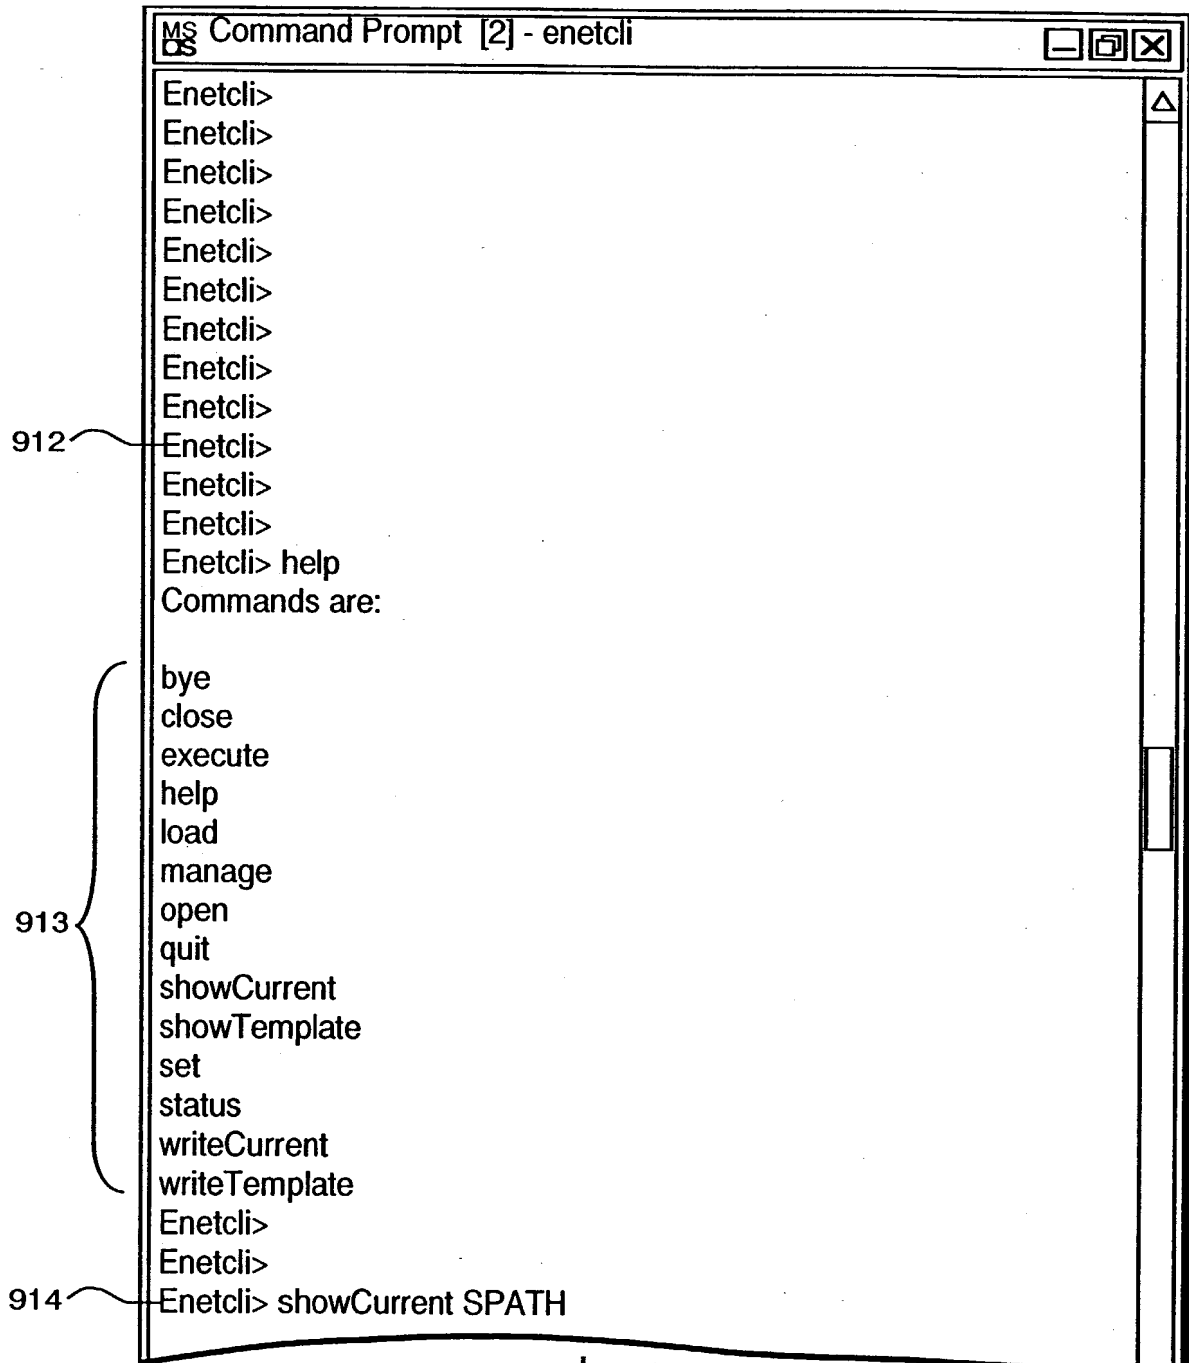 MS DOS Command Prompt [2] - enetcli
Enetcli>
Enetcli>
Enetcli>
Enetcli>
Enetcli>
Enetcli>
Enetcli>
Enetcli>
Enetcli>
912 Enetcli>
Enetcli>
Enetcli>
Enetcli> help
Commands are:
bye
close
execute
help
load
manage
913 open
quit
showCurrent
showTemplate
set
status
writeCurrent
writeTemplate
Enetcli>
Enetcli>
914 Enetcli> showCurrent SPATH